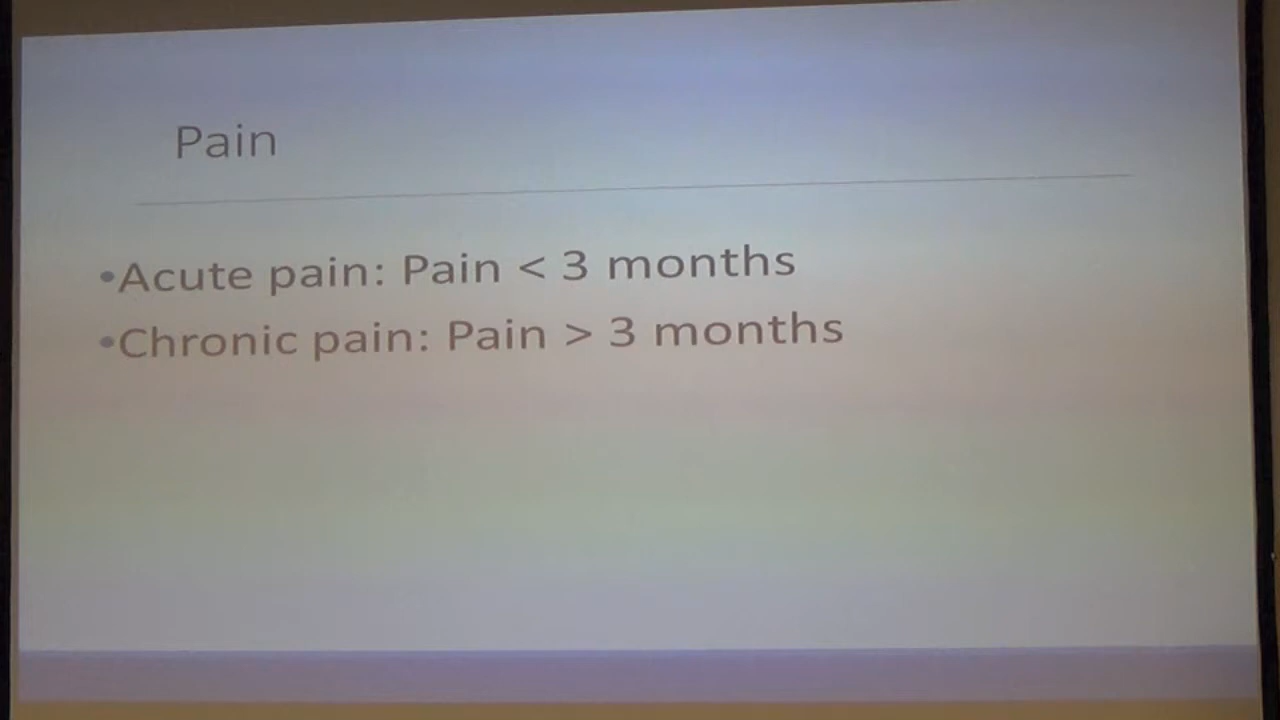 Pain
•Acute pain: Pain < 3 months
•Chronic pain: Pain > 3 months